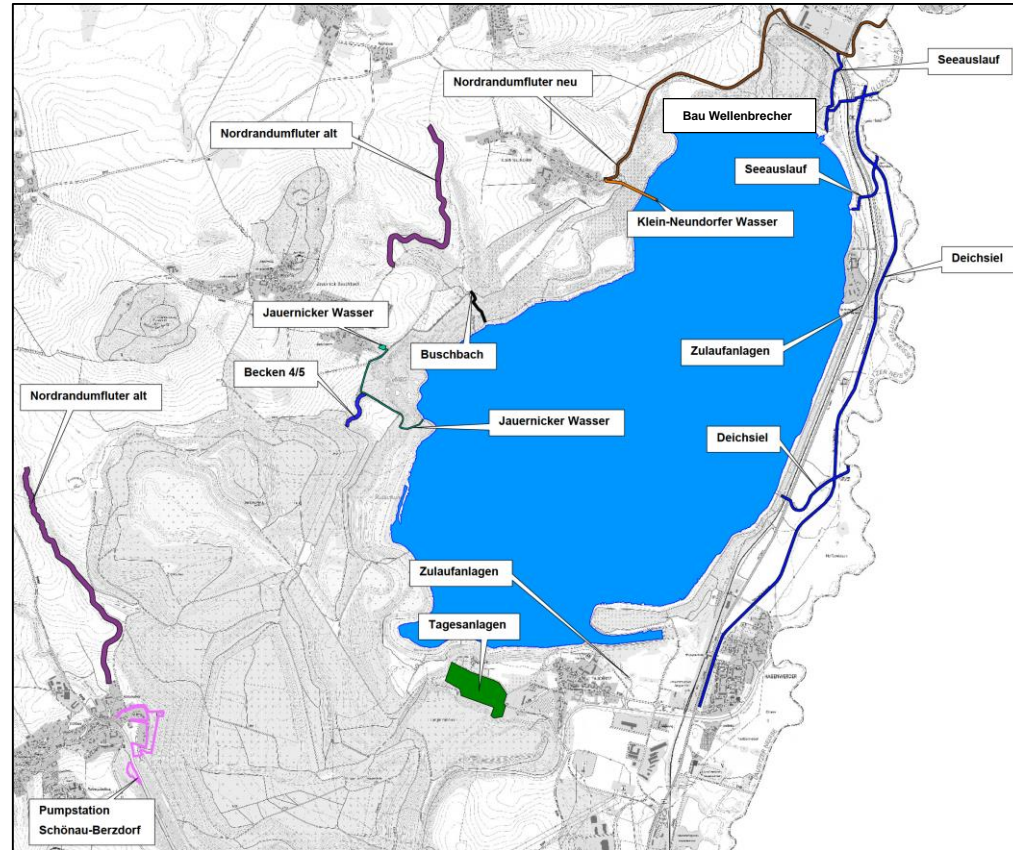 Seeauslauf
Nordrandumfluter neu
Bau Wellenbrecher
Nordrandumfluter alt
Seeauslauf
Klein-Neundorfer Wasser
Deichsiel
Jauernicker Wasser
Zulaufanlagen
Buschbach
Becken 4/5
Nordrandumfluter alt
Jauernicker Wasser
Deichsiel
Zulaufanlagen
Tagesanlagen
Pumpstation
Schönau-Berzdorf